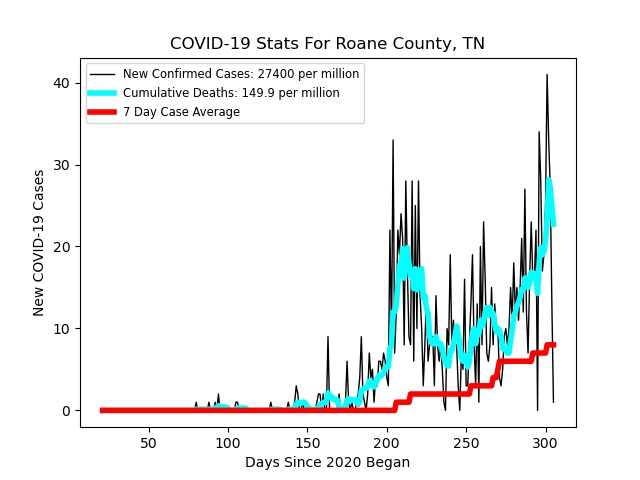 COVID-19 Stats For Roane County, TN
New Confirmed Cases: 27400 per million
Cumulative Deaths: 149.9 per million
7 Day Case Average
New COVID-19 Cases
40
30
20
10
0
50 100 150 200 250 300
Days Since 2020 Began